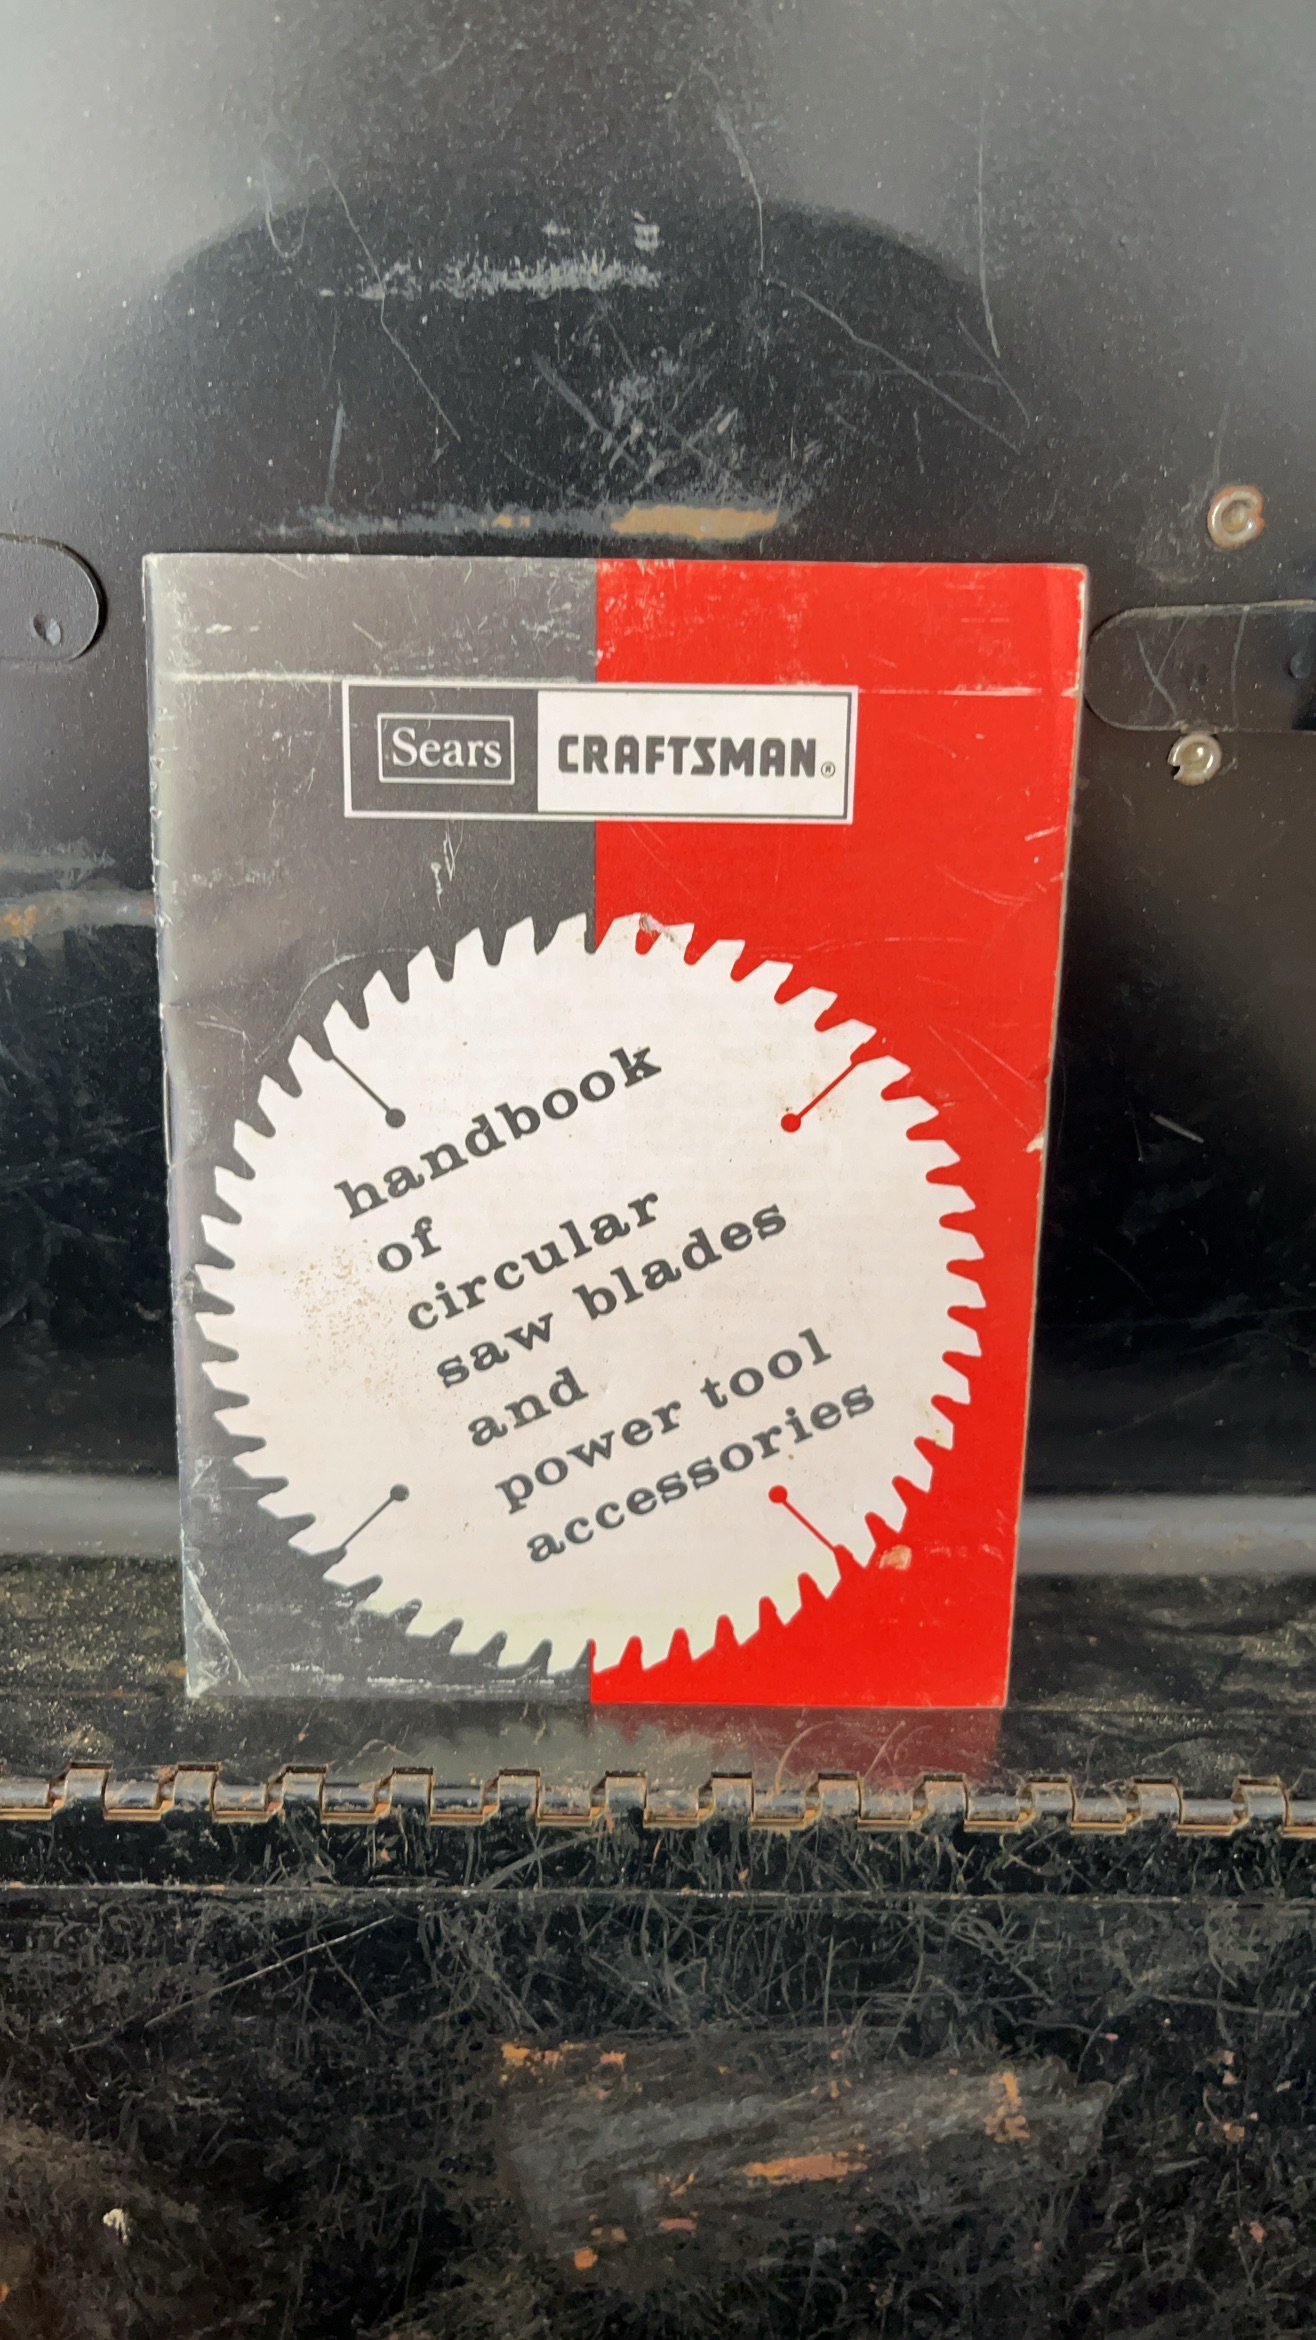 Sears CRAFTSMAN®
handbook
of
circular
saw blades
and
power tool
accessories